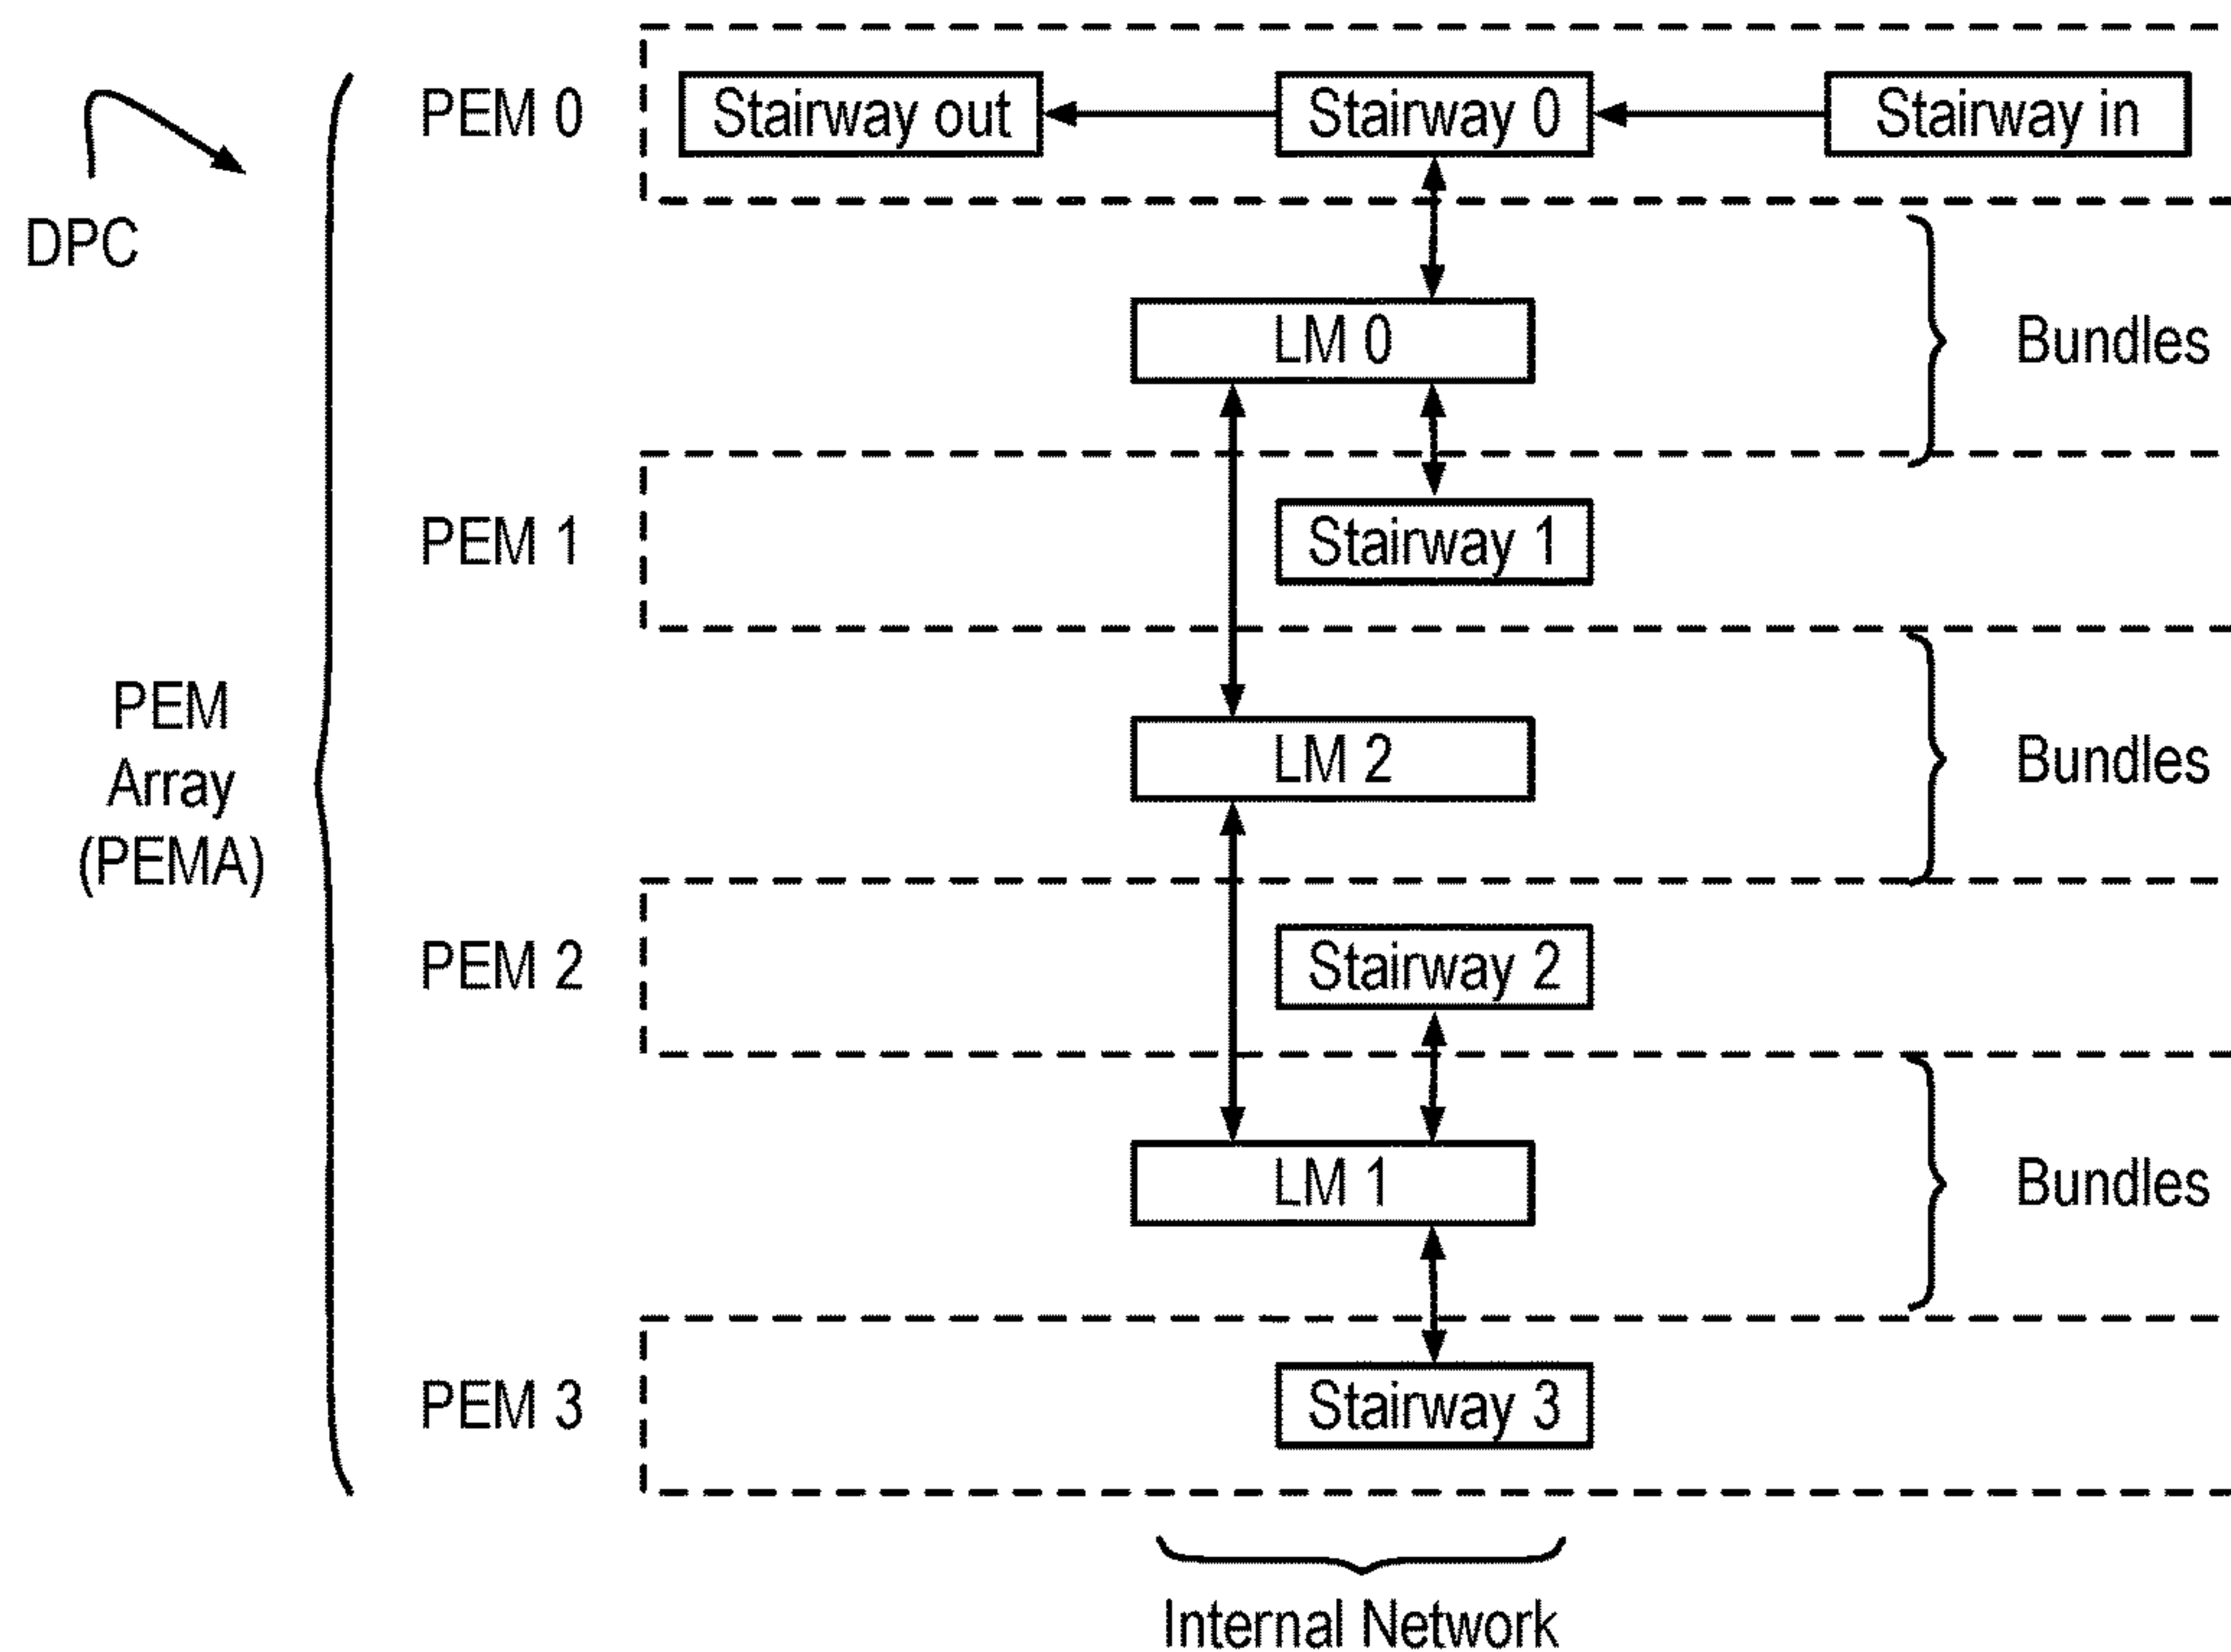 PEM 0
Stairway out
Stairway 0
Stairway in
DPC
LM 0
Bundles
PEM 1
Stairway 1
PEM
Array
(PEMA)
LM 2
Bundles
PEM 2
Stairway 2
LM 1
Bundles
PEM 3
Stairway 3
Internal Network